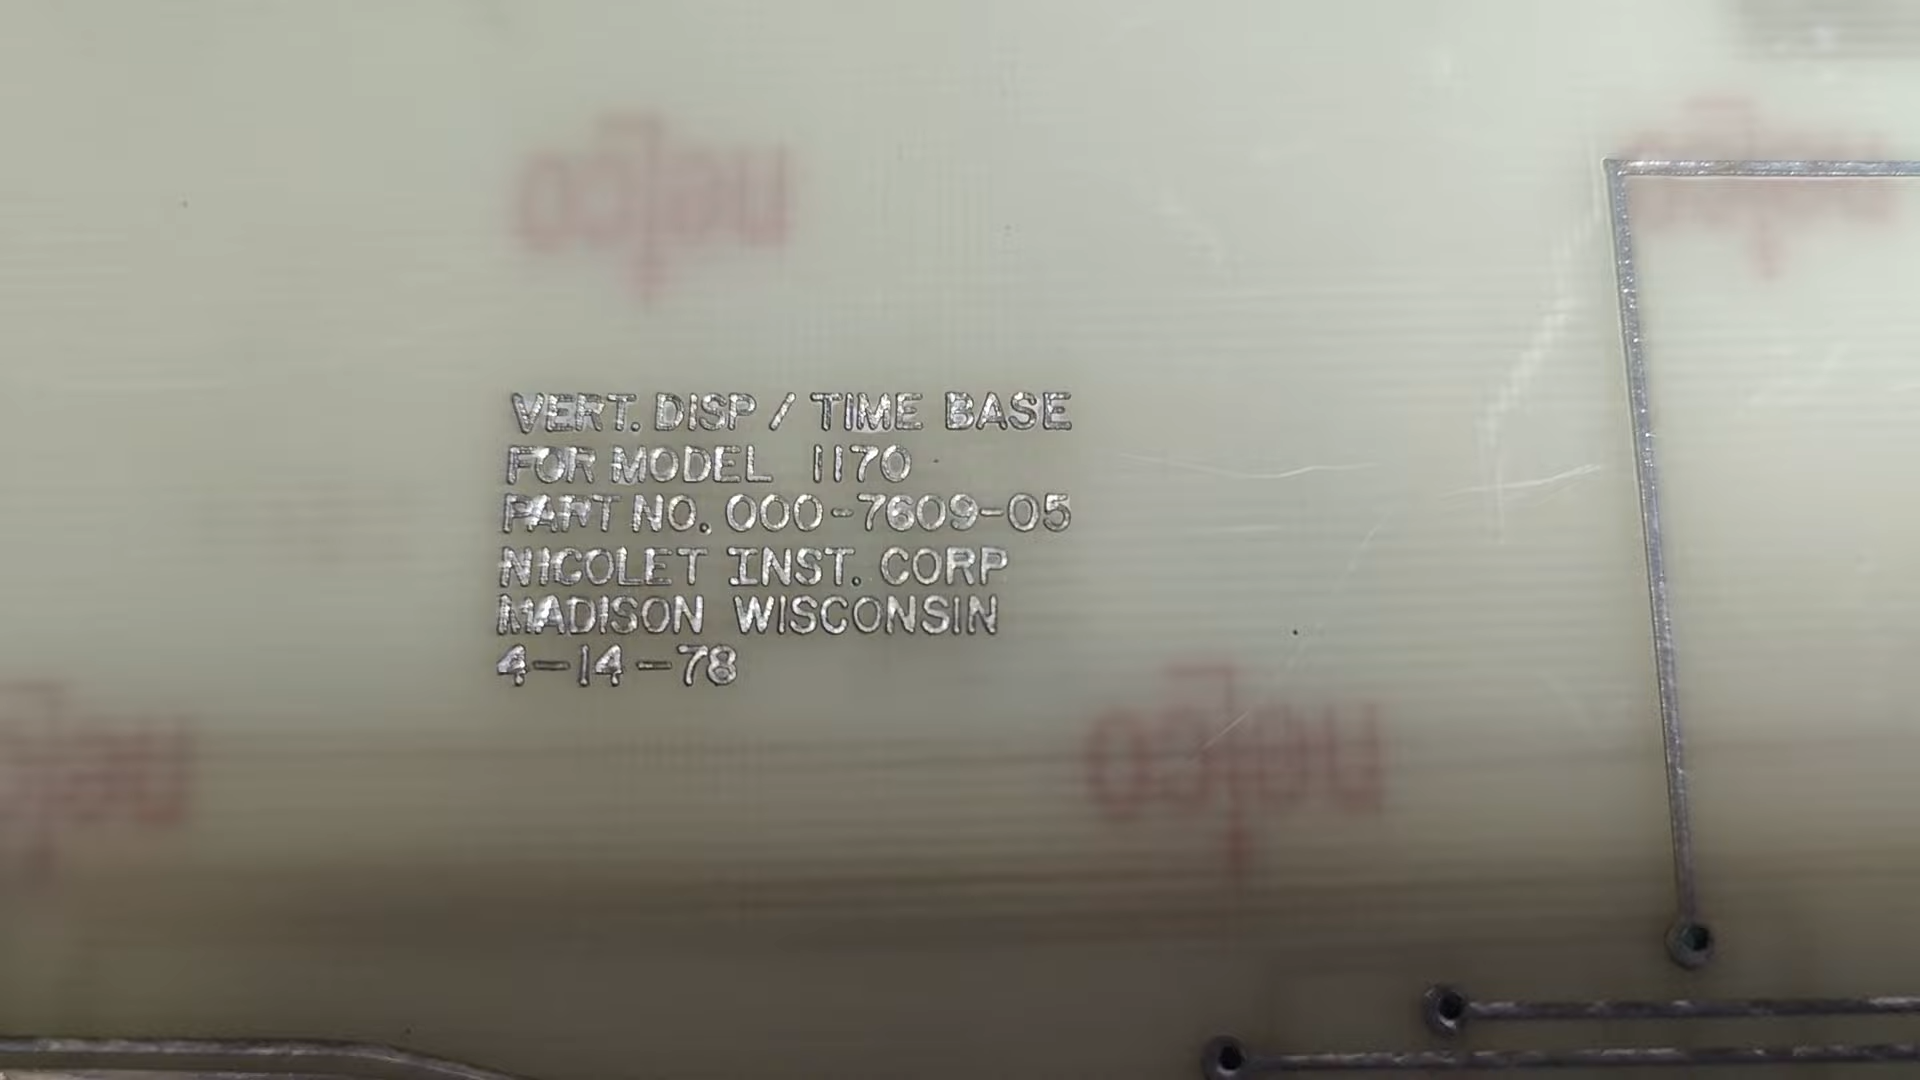 VERT. DISP / TIME BASE
FOR MODEL 1170
PART NO. 000-7609-05
NICOLET INST. CORP
MADISON WISCONSIN
4-14-78